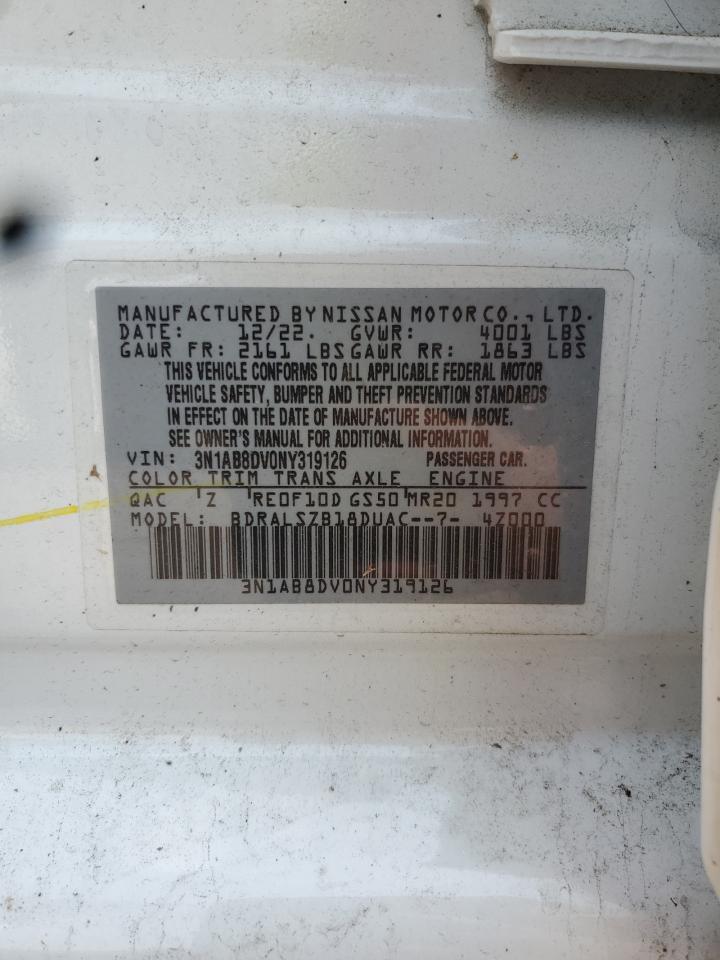 MANUFACTURED BY NISSAN MOTOR CO., LTD.
DATE: 12/22. GVWR: 4001 LBS
GAWR FR: 2161 LBS GAWR RR: 1863 LBS
THIS VEHICLE CONFORMS TO ALL APPLICABLE FEDERAL MOTOR
VEHICLE SAFETY, BUMPER AND THEFT PREVENTION STANDARDS
IN EFFECT ON THE DATE OF MANUFACTURE SHOWN ABOVE.
SEE OWNER'S MANUAL FOR ADDITIONAL INFORMATION.
VIN: 3N1AB8DV0NY319126 PASSENGER CAR.
COLOR TRIM TRANS AXLE ENGINE
QAC 'Z 'RE0F10D GS50'MR20 1997 CC
MODEL: BDRALSZB18DUAC--7- 47000
3N1AB8DV0NY319126